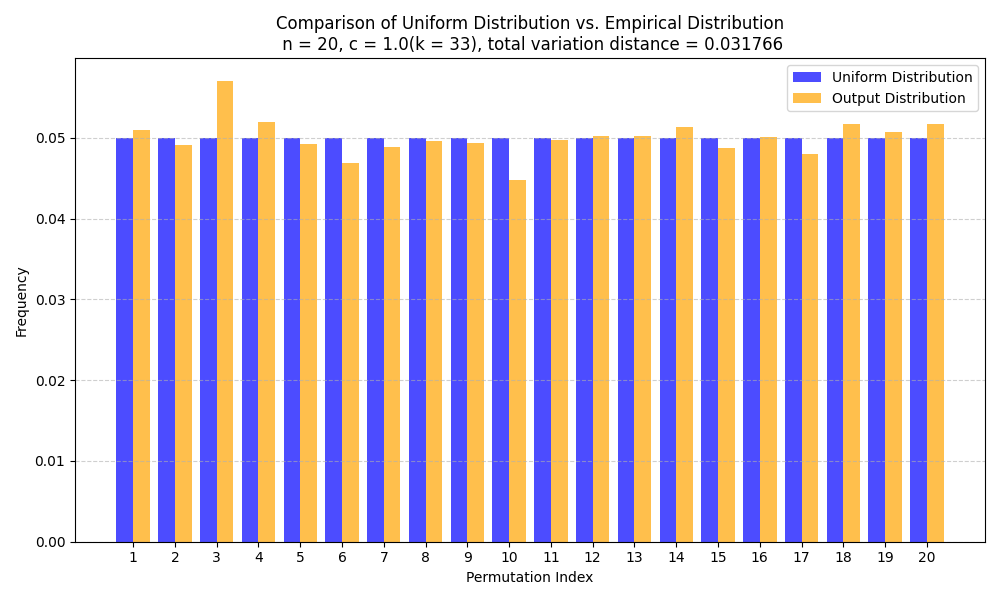 Comparison of Uniform Distribution vs. Empirical Distribution
n = 20, c = 1.0(k = 33), total variation distance = 0.031766
Uniform Distribution
Output Distribution
Frequency
0.05
0.04
0.03
0.02
0.01
0.00
1 2 3 4 5 6 7 8 9 10 11 12 13 14 15 16 17 18 19 20
Permutation Index